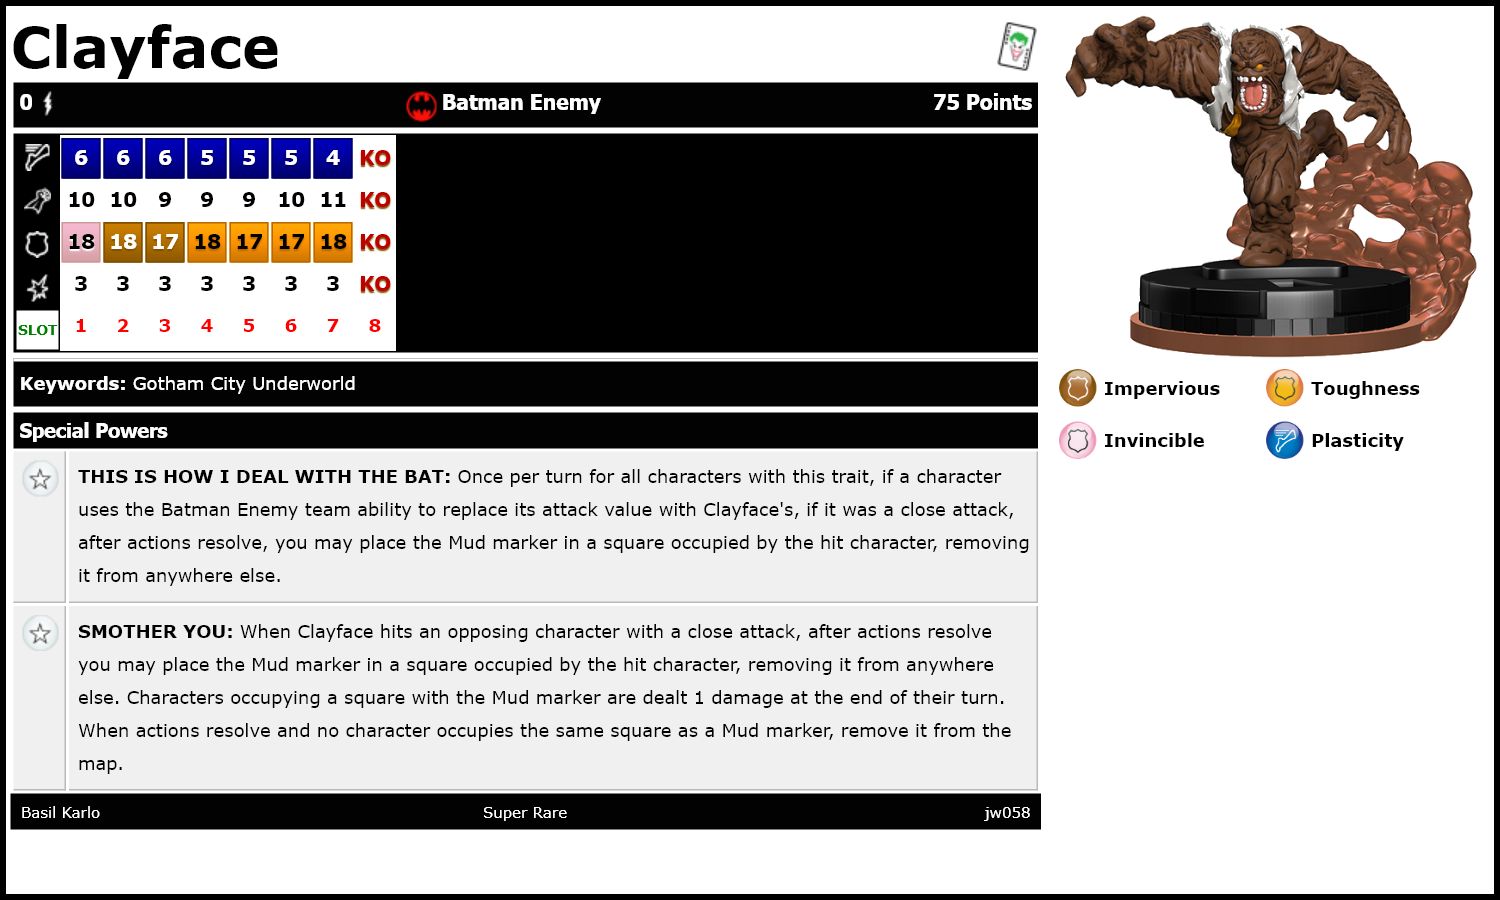 Clayface
0 Batman Enemy 75 Points
6 6 6 5 5 5 4 KO
10 10 9 9 9 10 11 KO
18 18 17 18 17 17 18 KO
3 3 3 3 3 3 3 KO
SLOT 1 2 3 4 5 6 7 8
Keywords: Gotham City Underworld
Special Powers
THIS IS HOW I DEAL WITH THE BAT: Once per turn for all characters with this trait, if a character
uses the Batman Enemy team ability to replace its attack value with Clayface's, if it was a close attack,
after actions resolve, you may place the Mud marker in a square occupied by the hit character, removing
it from anywhere else.
SMOTHER YOU: When Clayface hits an opposing character with a close attack, after actions resolve
you may place the Mud marker in a square occupied by the hit character, removing it from anywhere
else. Characters occupying a square with the Mud marker are dealt 1 damage at the end of their turn.
When actions resolve and no character occupies the same square as a Mud marker, remove it from the
map.
Basil Karlo Super Rare jw058
Impervious Toughness
Invincible Plasticity